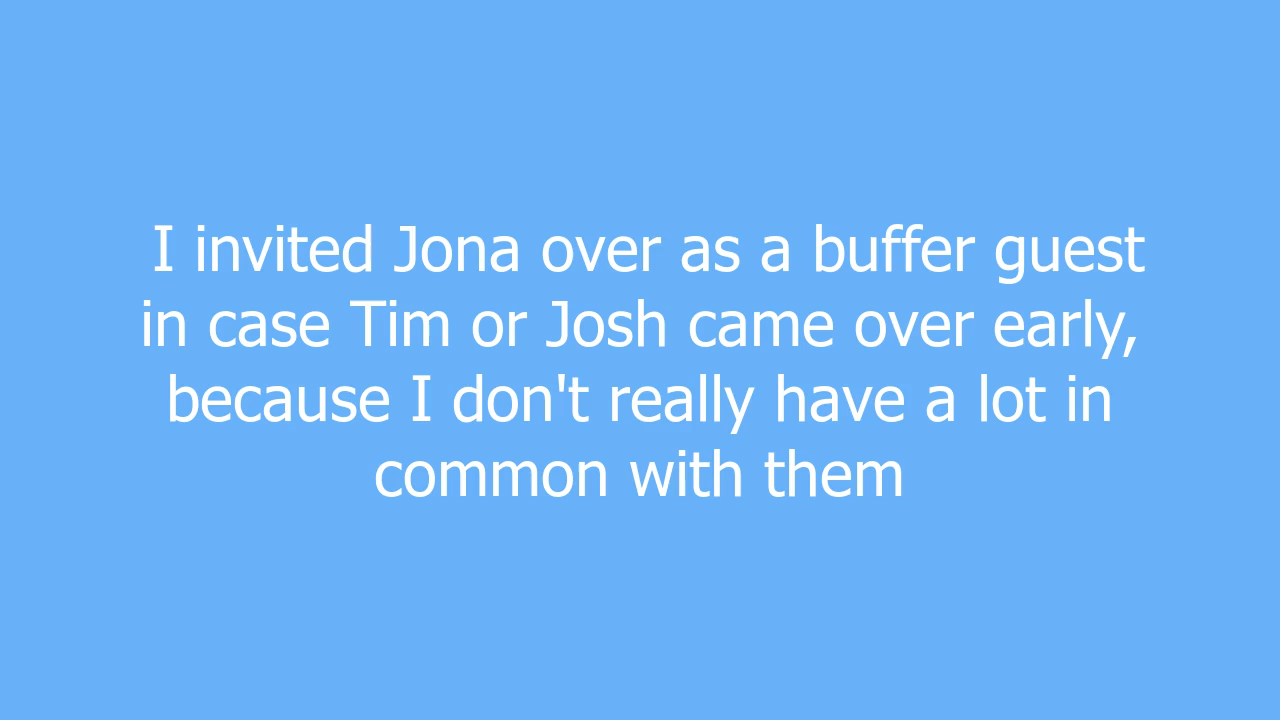 I invited Jona over as a buffer guest
in case Tim or Josh came over early,
because I don't really have a lot in
common with them